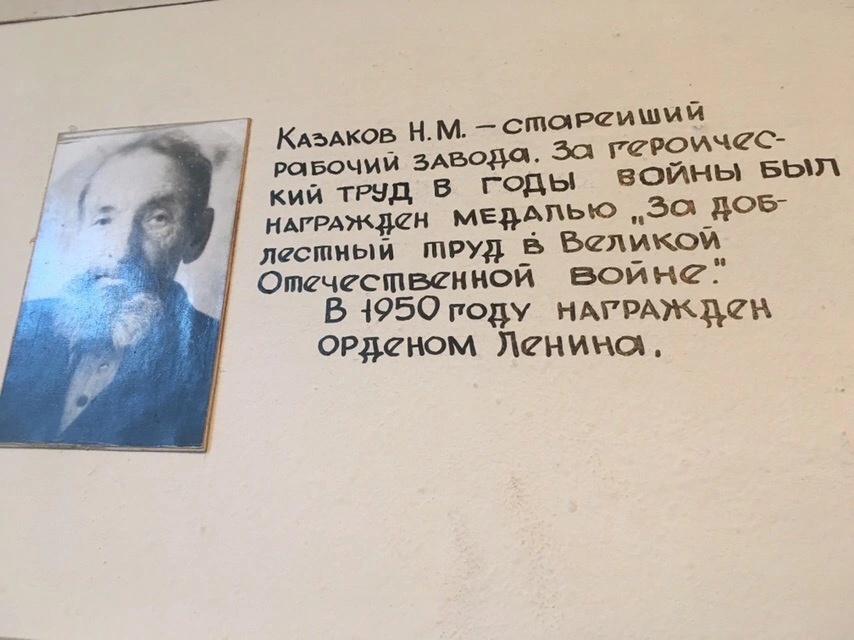 Казаков Н.М. – старейший
рабочий завода. За героичес-
кий труд в годы войны был
награжден медалью „За доб-
лестный труд в Великой
Отечественной войне".
В 1950 году награжден
орденом Ленина.